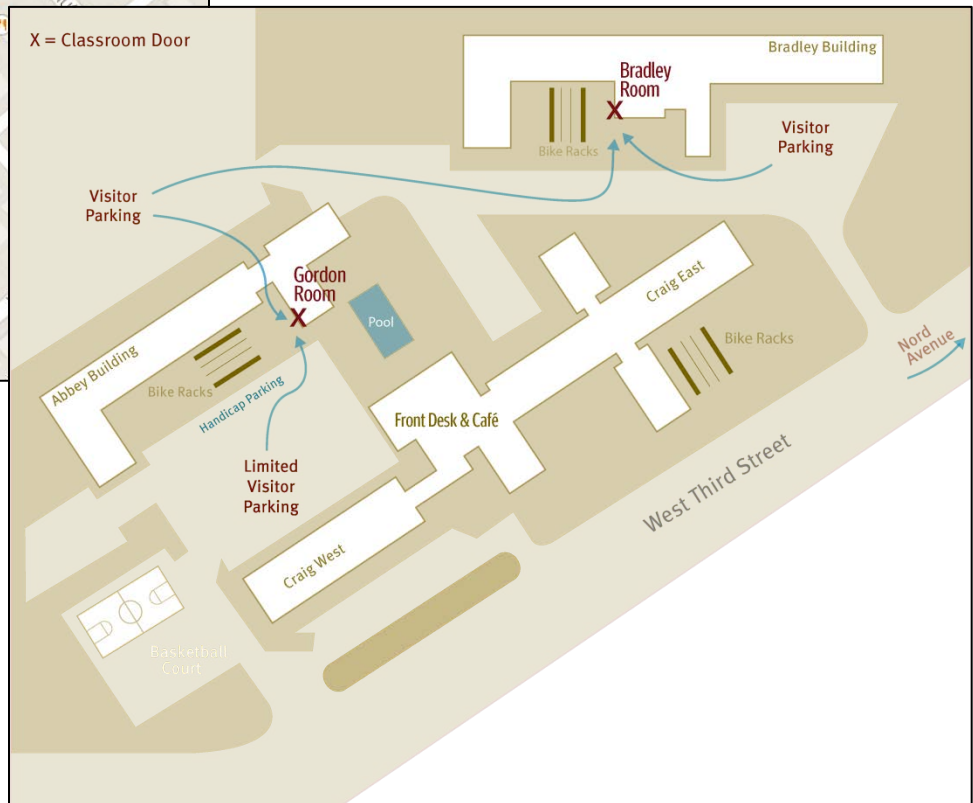 X = Classroom Door
Bradley Building
Bradley
Room
X
Bike Racks
Visitor
Parking
Visitor
Parking
Gordon
Room
X
Pool
Craig East
Bike Racks
Nord
Avenue
Abbey Building
Bike Racks
Handicap Parking
Front Desk & Café
Limited
Visitor
Parking
West Third Street
Craig West
Basketball
Court